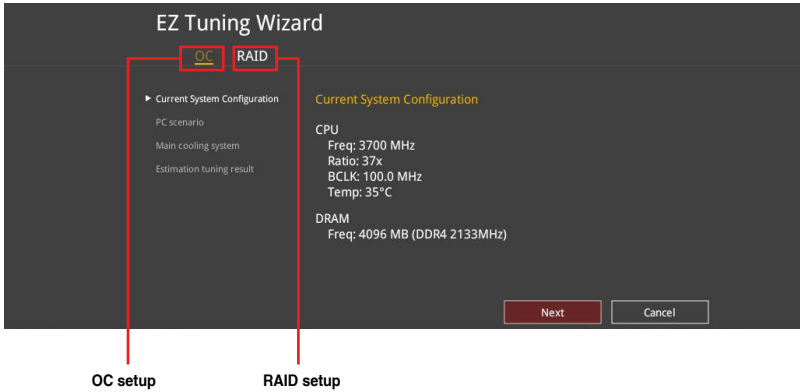 EZ Tuning Wizard
OC RAID
► Current System Configuration
PC scenario
Main cooling system
Estimation tuning result
Current System Configuration
CPU
Freq: 3700 MHz
Ratio: 37x
BCLK: 100.0 MHz
Temp: 35°C
DRAM
Freq: 4096 MB (DDR4 2133MHz)
Next Cancel
OC setup RAID setup